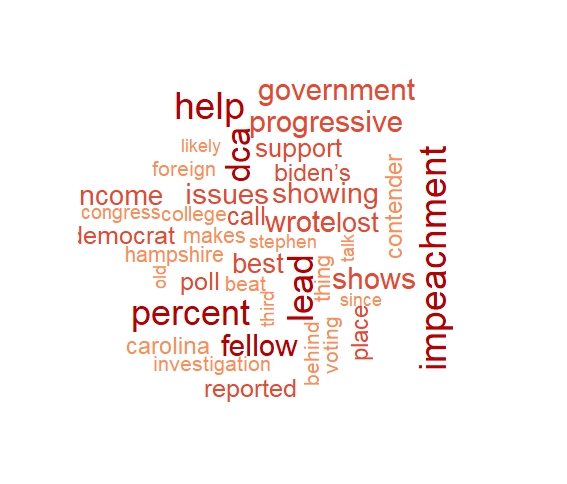 government
help
progressive
dca
likely
support
foreign
biden's
contender
impeachment
ncome
issues
showing
congress
college
call
wrote
lost
democrat
makes
stephen
talk
hampshire
best
thing
old
poll
beat
lead
shows
third
since
percent
place
voting
behind
carolina
fellow
investigation
reported